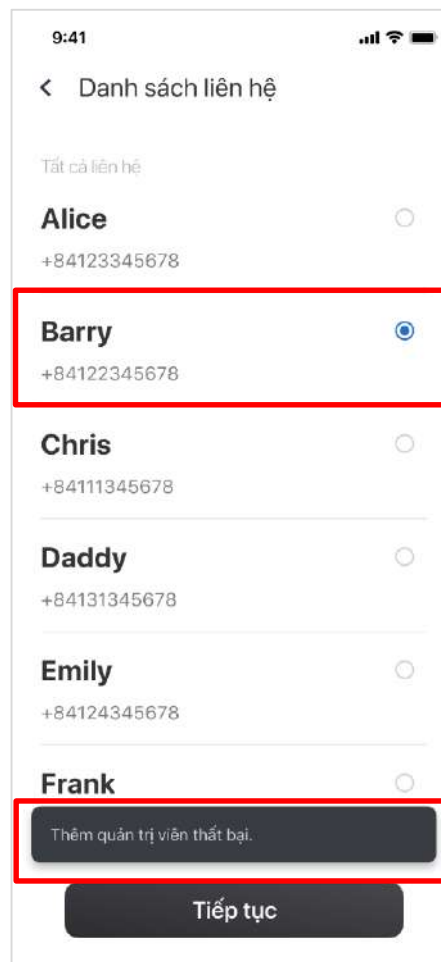 9:41
Danh sách liên hệ
Tất cả liên hệ
Alice
+84123345678
Barry
+84122345678
Chris
+84111345678
Daddy
+84131345678
Emily
+84124345678
Frank
Thêm quản trị viên thất bại.
Tiếp tục